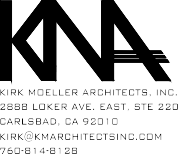 KMA
KIRK MOELLER ARCHITECTS, INC.
2888 LOKER AVE. EAST, STE 220
CARLSBAD, CA 92010
KIRK@KMARCHITECTSINC.COM
760-814-8128